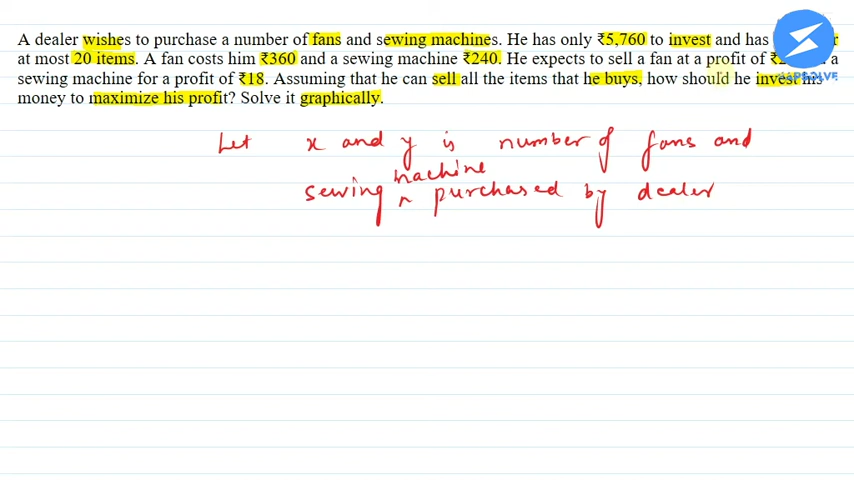 A dealer wishes to purchase a number of fans and sewing machines. He has only ₹5,760 to invest and has
at most 20 items. A fan costs him ₹360 and a sewing machine ₹240. He expects to sell a fan at a profit of a
sewing machine for a profit of ₹18. Assuming that he can sell all the items that he buys, how should he invest his
money to maximize his profit? Solve it graphically.
Let x and y is number of fans and
machine
sewing ^ purchased by dealer